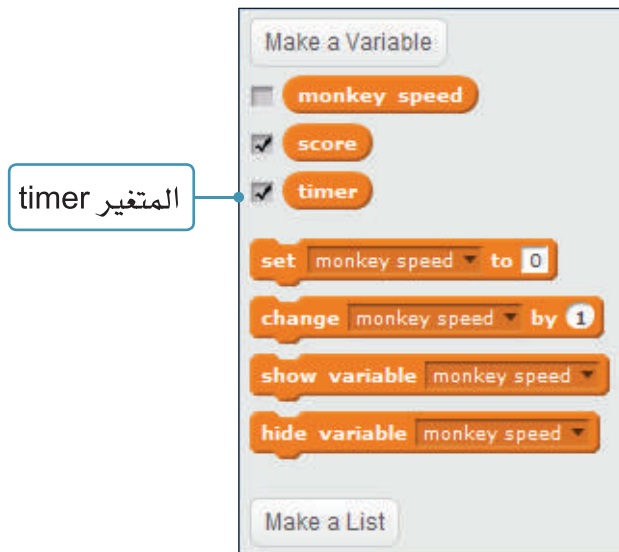 Make a Variable
monkey speed
score
timer
المتغير timer
set monkey speed to 0
change monkey speed by 1
show variable monkey speed
hide variable monkey speed
Make a List